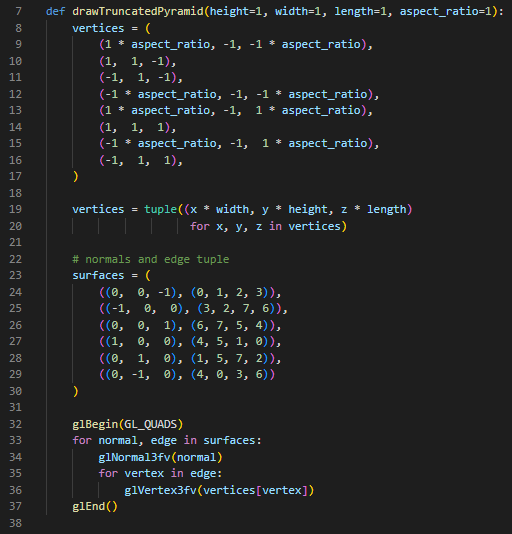 7 def drawTruncatedPyramid(height=1, width=1, length=1, aspect_ratio=1):
8     vertices = (
9         (1 * aspect_ratio, -1, -1 * aspect_ratio),
10         (1,  1, -1),
11         (-1,  1, -1),
12         (-1 * aspect_ratio, -1, -1 * aspect_ratio),
13         (1 * aspect_ratio, -1,  1 * aspect_ratio),
14         (1,  1,  1),
15         (-1 * aspect_ratio, -1,  1 * aspect_ratio),
16         (-1,  1,  1),
17     )
18
19     vertices = tuple((x * width, y * height, z * length)
20                       for x, y, z in vertices)
21
22     # normals and edge tuple
23     surfaces = (
24         ((0,  0, -1), (0, 1, 2, 3)),
25         ((-1,  0,  0), (3, 2, 7, 6)),
26         ((0,  0,  1), (6, 7, 5, 4)),
27         ((1,  0,  0), (4, 5, 1, 0)),
28         ((0,  1,  0), (1, 5, 7, 2)),
29         ((0, -1,  0), (4, 0, 3, 6))
30     )
31
32     glBegin(GL_QUADS)
33     for normal, edge in surfaces:
34         glNormal3fv(normal)
35         for vertex in edge:
36             glVertex3fv(vertices[vertex])
37     glEnd()
38